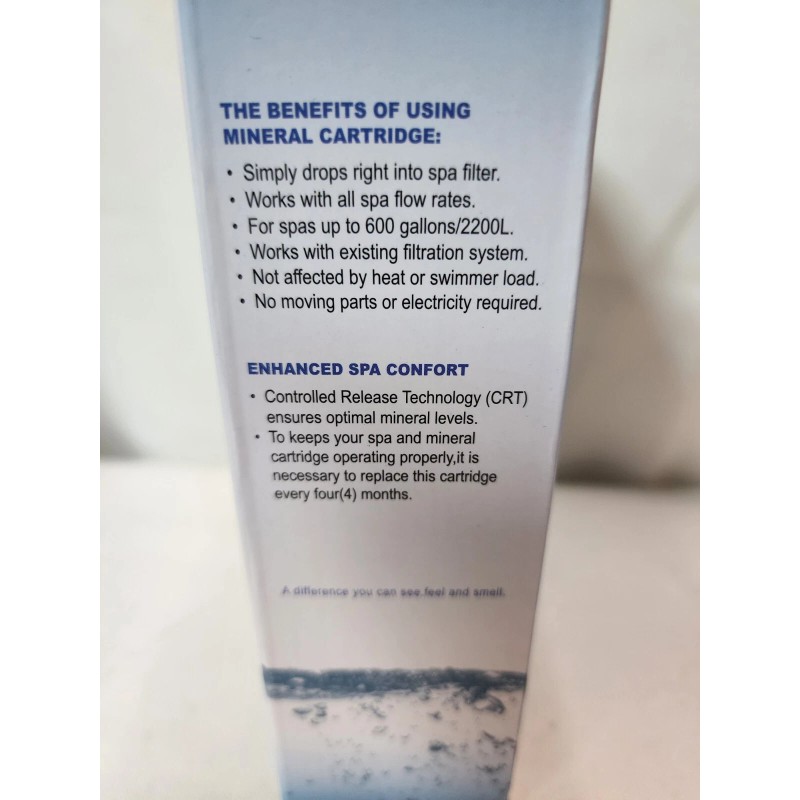 THE BENEFITS OF USING
MINERAL CARTRIDGE:
• Simply drops right into spa filter.
• Works with all spa flow rates.
• For spas up to 600 gallons/2200L.
• Works with existing filtration system.
• Not affected by heat or swimmer load.
• No moving parts or electricity required.
ENHANCED SPA CONFORT
• Controlled Release Technology (CRT)
ensures optimal mineral levels.
• To keeps your spa and mineral
cartridge operating properly,it is
necessary to replace this cartridge
every four(4) months.
A difference you can see,feel and smell.